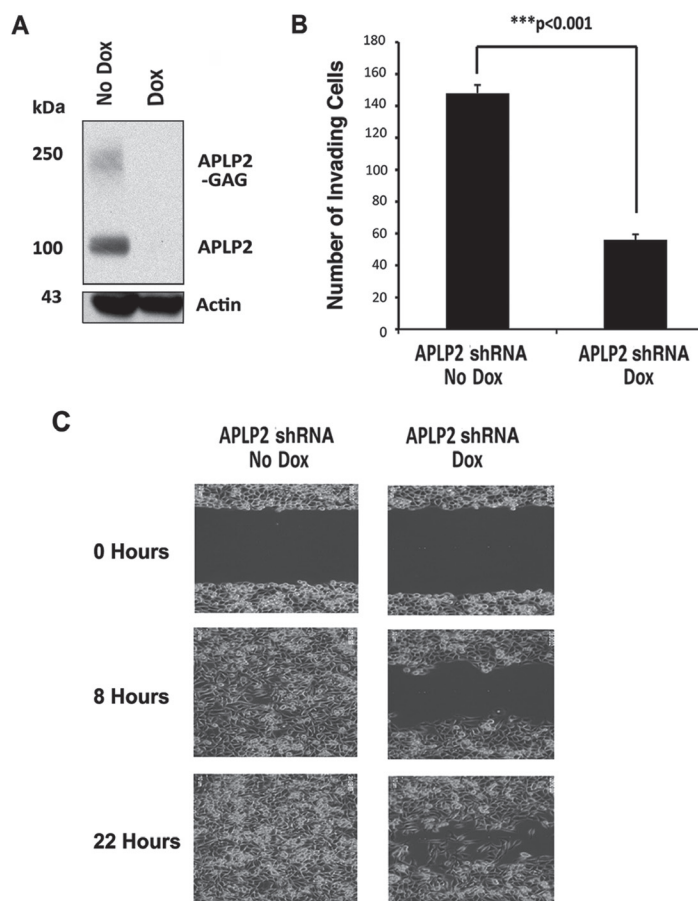 A
No Dox
Dox
kDa
250
APLP2
-GAG
100
APLP2
43
Actin
B
***p<0.001
Number of Invading Cells
180
160
140
120
100
80
60
40
20
0
APLP2 shRNA
No Dox
APLP2 shRNA
Dox
C
APLP2 shRNA
No Dox
APLP2 shRNA
Dox
0 Hours
8 Hours
22 Hours